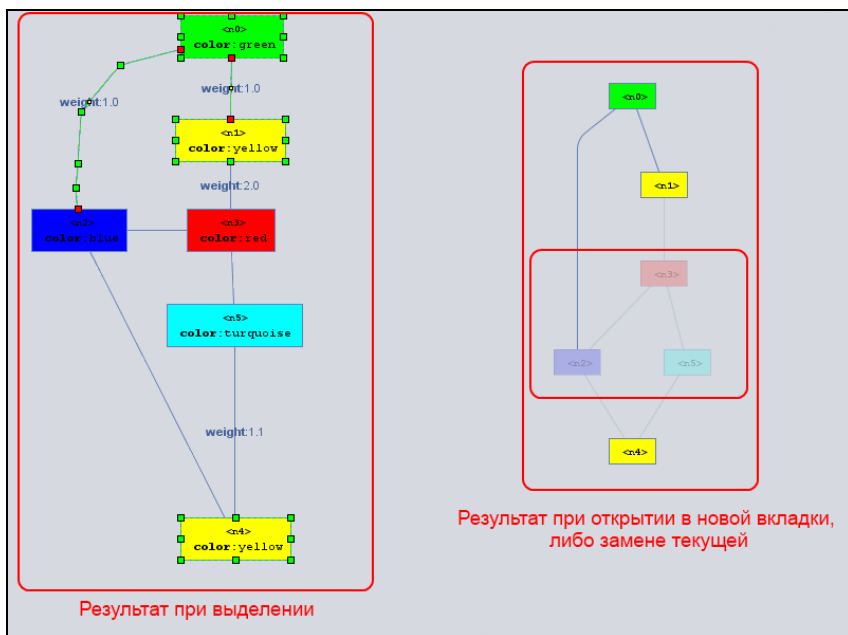 <n0>
color:green
weight:1.0
weight:1.0
<n1>
color:yellow
weight:2.0
<n2>
color:blue
<n3>
color:red
<n5>
color:turquoise
weight:1.1
<n4>
color:yellow
Результат при выделении
<n0>
<n1>
<n3>
<n2>
<n5>
<n4>
Результат при открытии в новой вкладки,
либо замене текущей